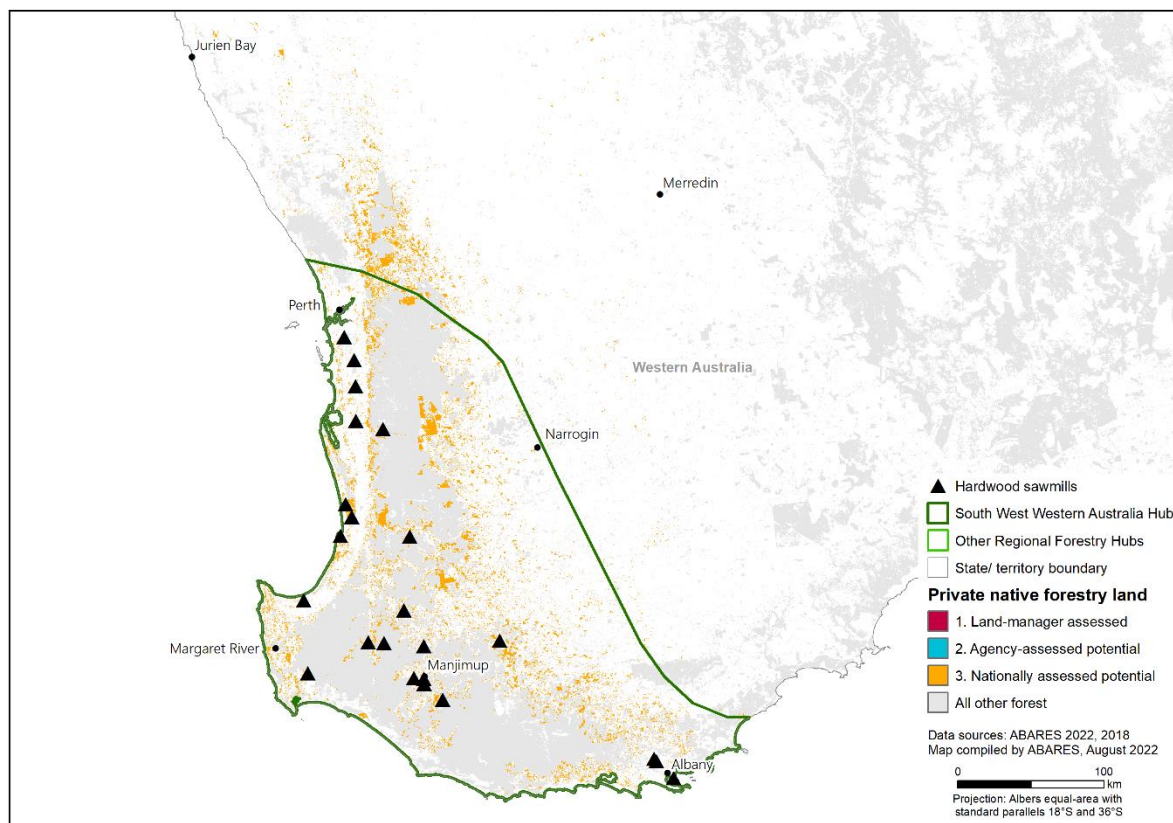 Jurien Bay
Merredin
Perth
Western Australia
Narrogin
Margaret River
Manjimup
Albany
Hardwood sawmills
South West Western Australia Hub
Other Regional Forestry Hubs
State/ territory boundary
Private native forestry land
1. Land-manager assessed
2. Agency-assessed potential
3. Nationally assessed potential
All other forest
Data sources: ABARES 2022, 2018
Map compiled by ABARES, August 2022
0 100
km
Projection: Albers equal-area with
standard parallels 18°S and 36°S